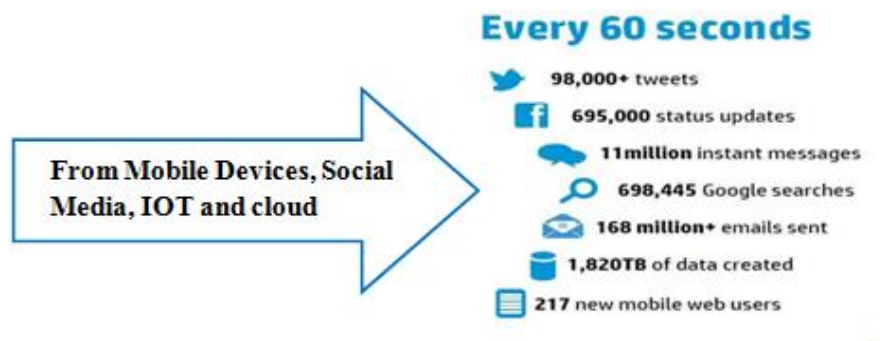 Every 60 seconds
98,000+ tweets
695,000 status updates
11million instant messages
698,445 Google searches
168 million+ emails sent
1,820TB of data created
217 new mobile web users
From Mobile Devices, Social
Media, IOT and cloud